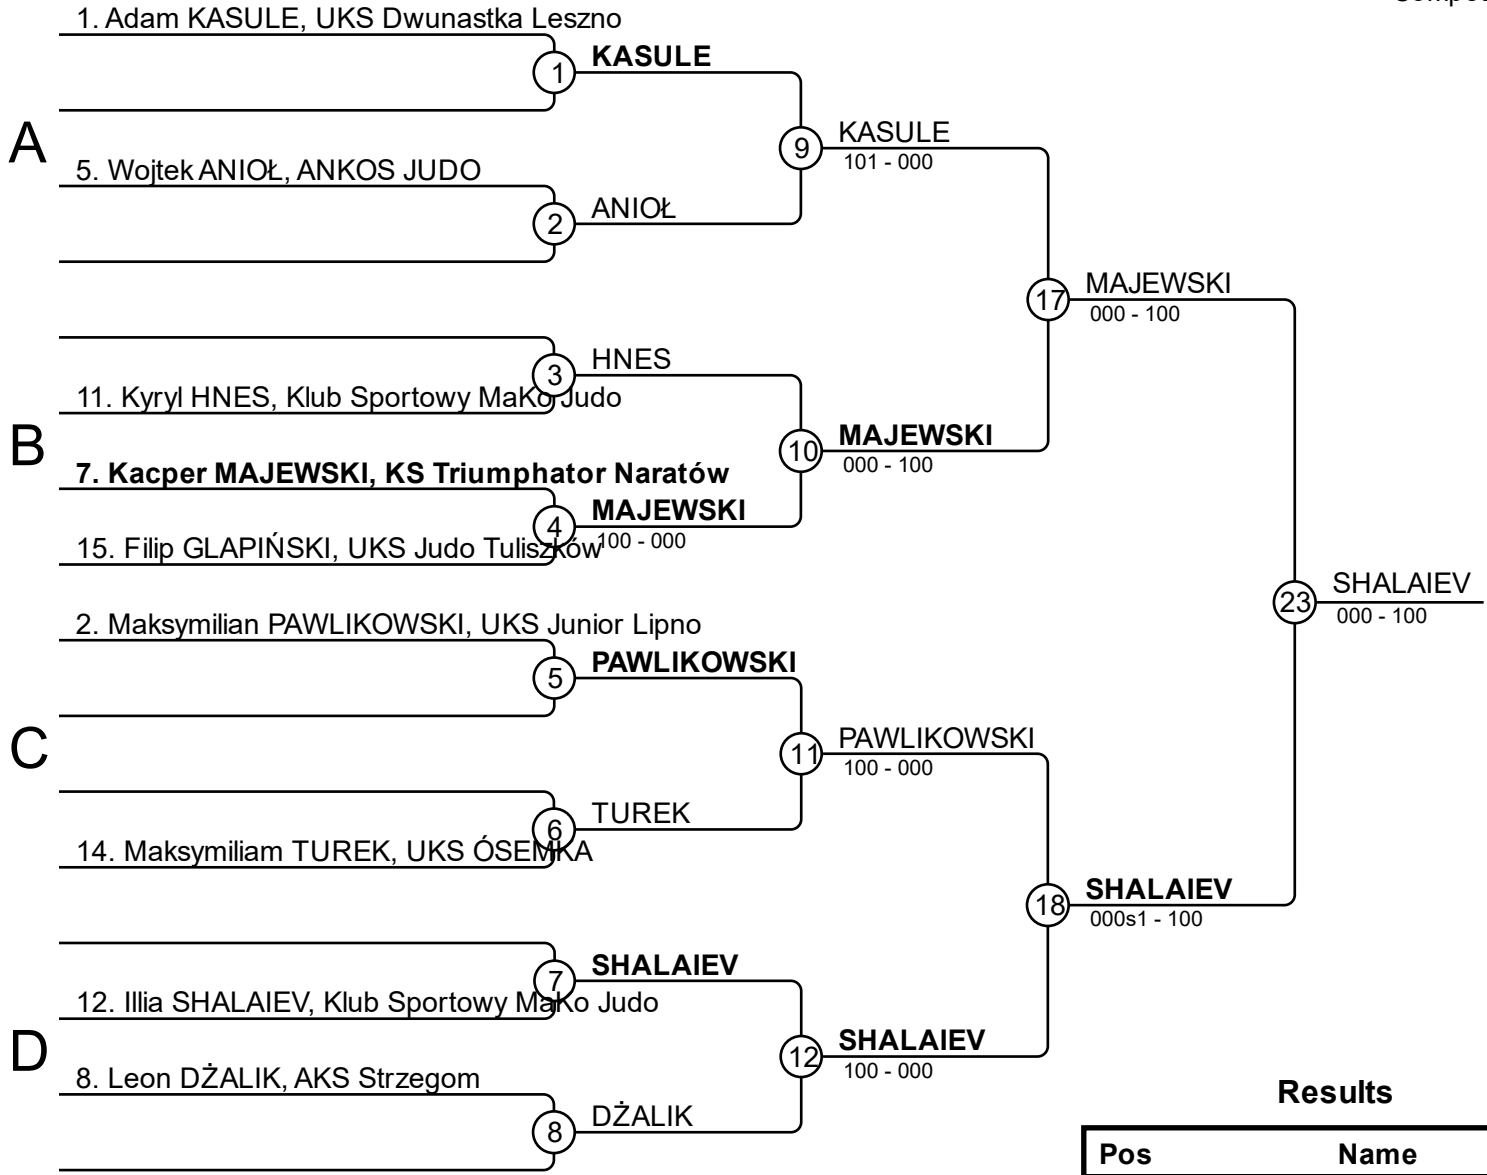 1. Adam KASULE, UKS Dwunastka Leszno
1
KASULE
A
9
KASULE
101 - 000
5. Wojtek ANIOŁ, ANKOS JUDO
2
ANIOŁ
17
MAJEWSKI
000 - 100
3
HNES
11. Kyryl HNES, Klub Sportowy MaKo Judo
B
10
MAJEWSKI
000 - 100
7. Kacper MAJEWSKI, KS Triumphator Naratów
4
MAJEWSKI
100 - 000
15. Filip GLAPIŃSKI, UKS Judo Tuliszków
23
SHALAIEV
000 - 100
2. Maksymilian PAWLIKOWSKI, UKS Junior Lipno
5
PAWLIKOWSKI
C
11
PAWLIKOWSKI
100 - 000
6
TUREK
14. Maksymiliam TUREK, UKS ÓSEMKA
18
SHALAIEV
000s1 - 100
7
SHALAIEV
12. Illia SHALAIEV, Klub Sportowy MaKo Judo
D
12
SHALAIEV
100 - 000
8. Leon DŻALIK, AKS Strzegom
8
DŻALIK
Results
Pos Name